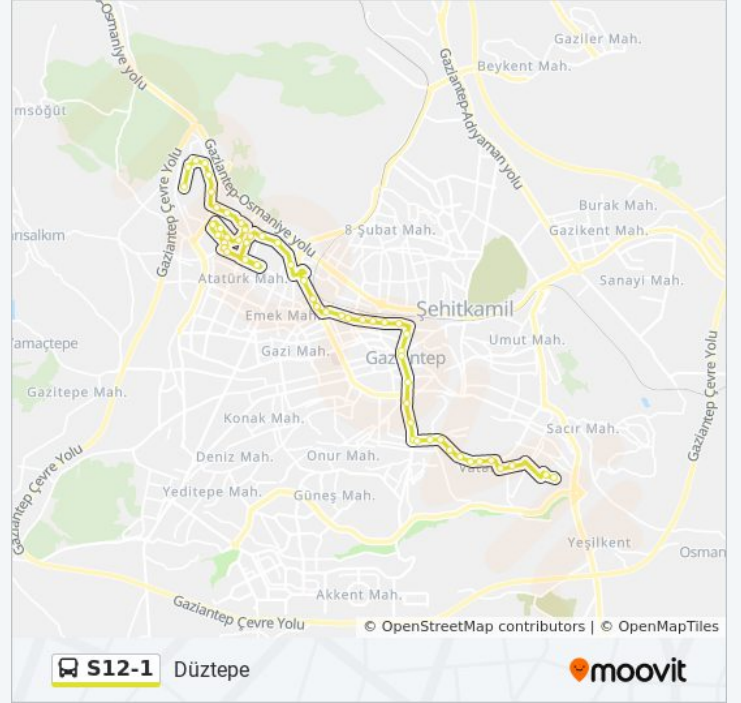 Gaziler Mah.
Beykent Mah.
-Osmaniye yolu
Gaziantep-Adıyaman yolu
msöğüt
Gaziantep-Osmaniye yolu
Gaziantep Çevre Yolu
Burak Mah.
Gazikent Mah.
8 Şubat Mah.
Atatürk Mah.
Sanayi Mah.
Emek Mah.
Şehitkamil
Umut Mah.
Gazi Mah.
Gaziantep
Gaziantep Çevre Yolu
Gazitepe Mah.
Konak Mah.
Sacır Mah.
Deniz Mah.
Onur Mah.
Yeditepe Mah.
Güneş Mah.
Gaziantep Çevre Yolu
Yeşilkent
Osman
Akkent Mah.
Gaziantep Çevre Yolu
© OpenStreetMap contributors | © OpenMapTiles
S12-1 Düztepe
moovit